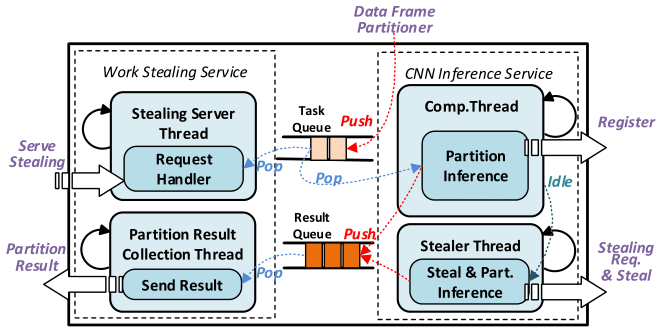 Data Frame
Partitioner
Work Stealing Service
CNN Inference Service
Stealing Server
Thread
Request
Handler
Serve
Stealing
Task
Queue
Push
Pop
Pop
Comp.Thread
Partition
Inference
Register
Idle
Partition Result
Collection Thread
Send Result
Partition
Result
Result
Queue
Push
Pop
Stealer Thread
Steal & Part.
Inference
Stealing
Req.
& Steal